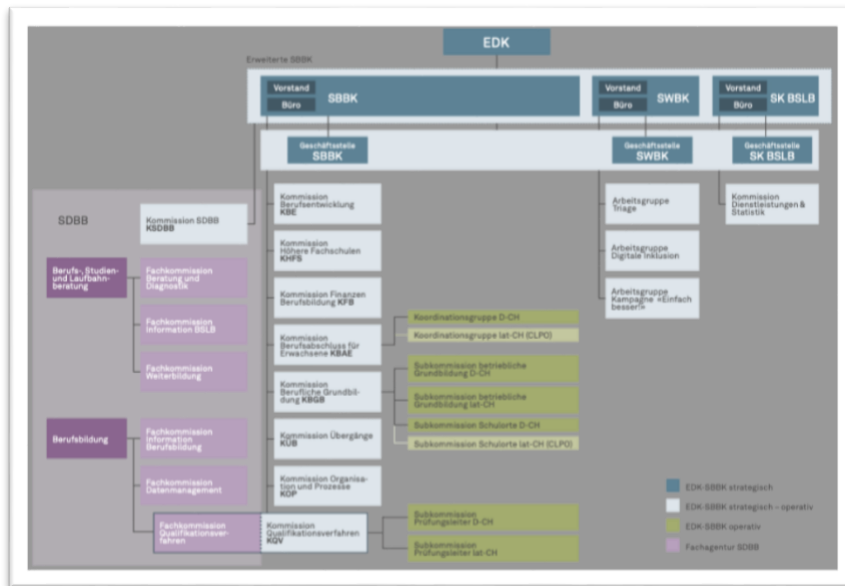 EDK
Erweiterte SBBK
Vorstand
Büro
SBBK
Vorstand
Büro
SWBK
Vorstand
Büro
SK BSLB
Geschäftsstelle
SBBK
Geschäftsstelle
SWBK
Geschäftsstelle
SK BSLB
SDBB
Kommission SDBB
KSDBB
Berufs-, Studien-
und Laufbahn-
beratung
Fachkommission
Beratung und
Diagnostik
Fachkommission
Information BSLB
Fachkommission
Weiterbildung
Berufsbildung
Fachkommission
Information
Berufsbildung
Fachkommission
Datenmanagement
Fachkommission
Qualifikationsver-
fahren
Kommission
Berufsentwicklung
KBE
Kommission
Höhere Fachschulen
KHFS
Kommission Finanzen
Berufsbildung KFB
Kommission
Berufsabschluss für
Erwachsene KBAE
Kommission
Berufliche Grundbil-
dung KBGB
Kommission Übergänge
KÜB
Kommission Organisa-
tion und Prozesse
KOP
Kommission
Qualifikationsverfahren
KQV
Koordinationsgruppe D-CH
Koordinationsgruppe lat-CH (CLPO)
Subkommission betriebliche
Grundbildung D-CH
Subkommission betriebliche
Grundbildung lat-CH
Subkommission Schulorte D-CH
Subkommission Schulorte lat-CH (CLPO)
Subkommission
Prüfungsleiter D-CH
Subkommission
Prüfungsleiter lat-CH
Arbeitsgruppe
Triage
Arbeitsgruppe
Digitale Inklusion
Arbeitsgruppe
Kampagne «Einfach
besser!»
Kommission
Dienstleistungen &
Statistik
EDK-SBBK strategisch
EDK-SBBK strategisch – operativ
EDK-SBBK operativ
Fachagentur SDBB